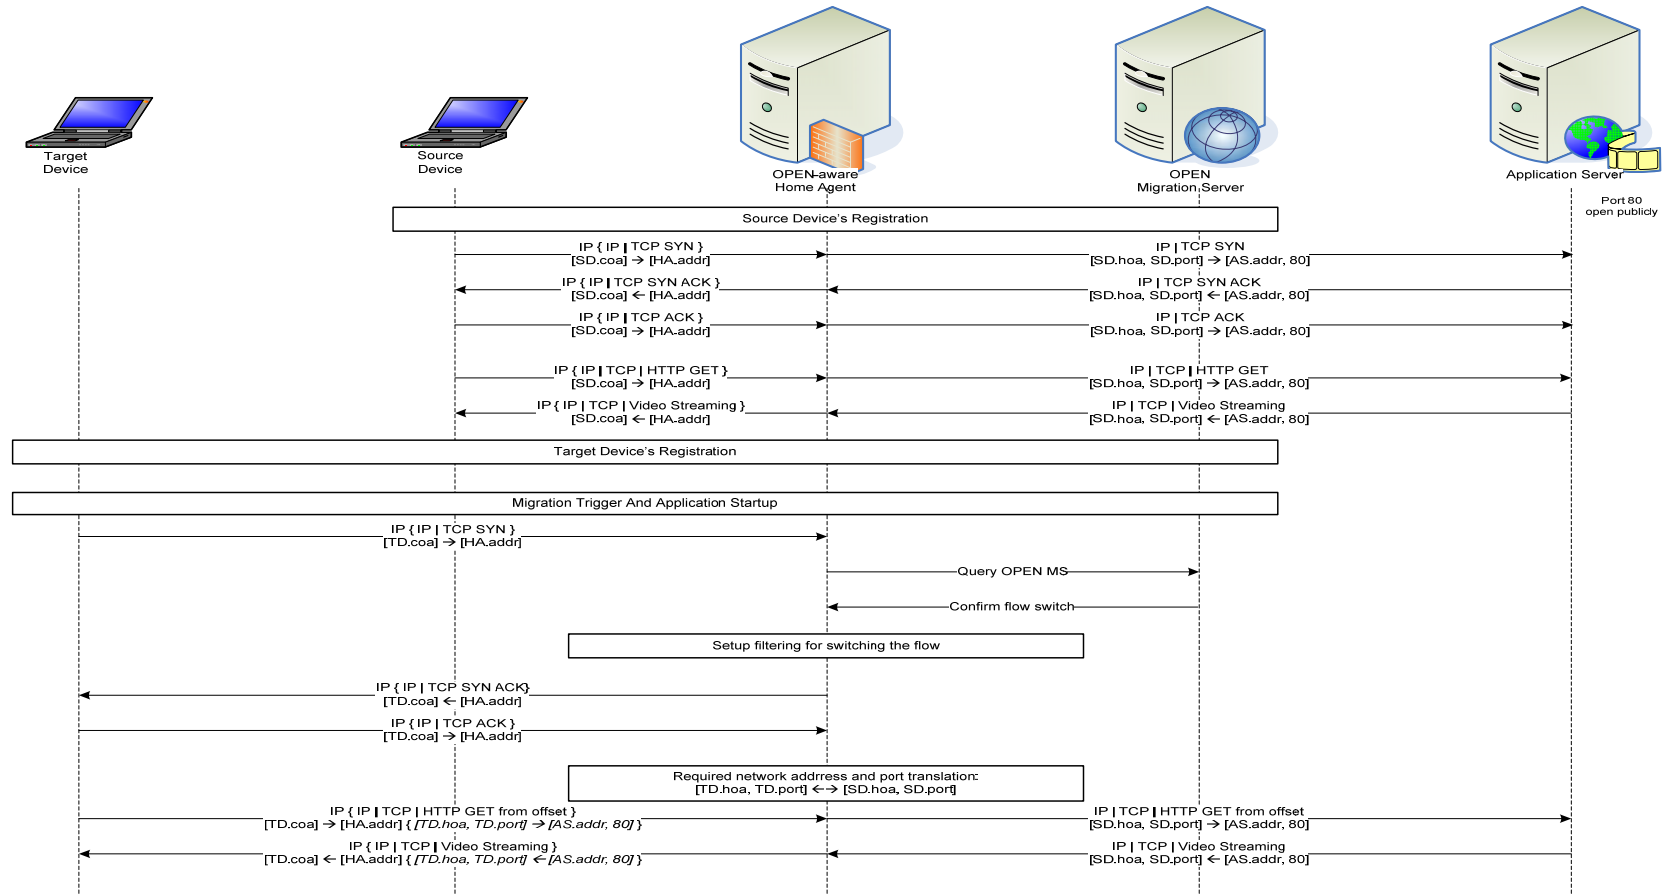 Target
Device
Source
Device
OPEN-aware
Home Agent
OPEN
Migration Server
Application Server
Port 80
open publicly
Source Device's Registration
IP { IP | TCP SYN }
[SD.coa] → [HA.addr]
IP | TCP SYN
[SD.hoa, SD.port] → [AS.addr, 80]
IP { IP | TCP SYN ACK }
[SD.coa] ← [HA.addr]
IP | TCP SYN ACK
[SD.hoa, SD.port] ← [AS.addr, 80]
IP { IP | TCP ACK }
[SD.coa] → [HA.addr]
IP | TCP ACK
[SD.hoa, SD.port] → [AS.addr, 80]
IP { IP | TCP | HTTP GET }
[SD.coa] → [HA.addr]
IP | TCP | HTTP GET
[SD.hoa, SD.port] → [AS.addr, 80]
IP { IP | TCP | Video Streaming }
[SD.coa] ← [HA.addr]
IP | TCP | Video Streaming
[SD.hoa, SD.port] ← [AS.addr, 80]
Target Device's Registration
Migration Trigger And Application Startup
IP { IP | TCP SYN }
[TD.coa] → [HA.addr]
Query OPEN MS
Confirm flow switch
Setup filtering for switching the flow
IP { IP | TCP SYN ACK}
[TD.coa] ← [HA.addr]
IP { IP | TCP ACK }
[TD.coa] → [HA.addr]
Required network addrress and port translation:
[TD.hoa, TD.port] ←→ [SD.hoa, SD.port]
IP { IP | TCP | HTTP GET from offset }
[TD.coa] → [HA.addr] { [TD.hoa, TD.port] → [AS.addr, 80] }
IP | TCP | HTTP GET from offset
[SD.hoa, SD.port] → [AS.addr, 80]
IP { IP | TCP | Video Streaming }
[TD.coa] ← [HA.addr] { [TD.hoa, TD.port] ← [AS.addr, 80] }
IP | TCP | Video Streaming
[SD.hoa, SD.port] ← [AS.addr, 80]